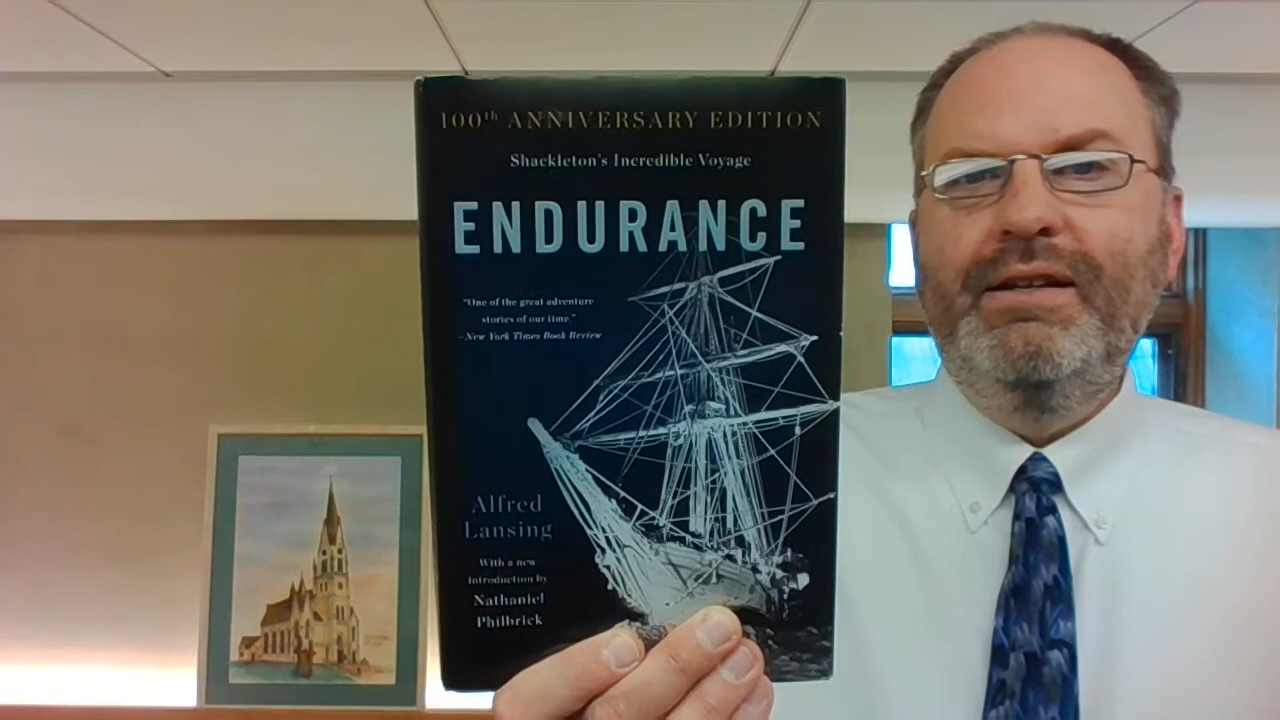 100th ANNIVERSARY EDITION
Shackleton's Incredible Voyage
ENDURANCE
"One of the great adventure
stories of our time."
—New York Times Book Review
Alfred
Lansing
With a new
introduction by
Nathaniel
Philbrick